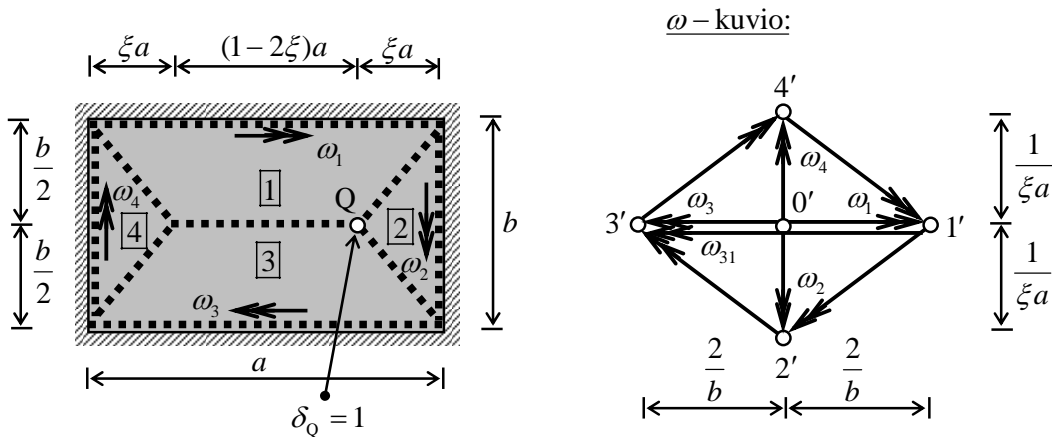 ω – kuvio:
ξa
(1 − 2ξ)a
ξa
b/2
b/2
ω₁
ω₄
1
Q
2
4
3
ω₂
ω₃
b
a
δ_Q = 1
4′
ω₄
ω₃
0′
ω₁
3′
1′
ω₃₁
ω₂
2′
1/ξa
1/ξa
2/b
2/b